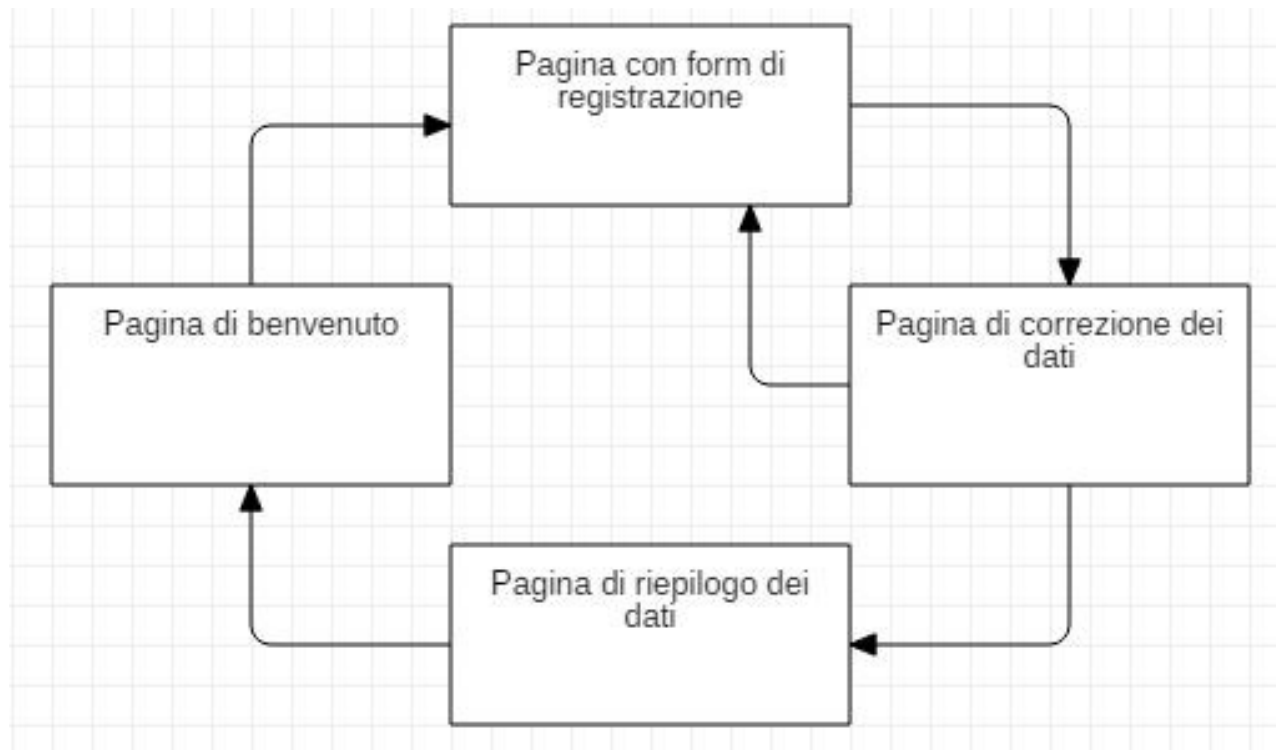 Pagina con form di
registrazione
Pagina di benvenuto
Pagina di correzione dei
dati
Pagina di riepilogo dei
dati